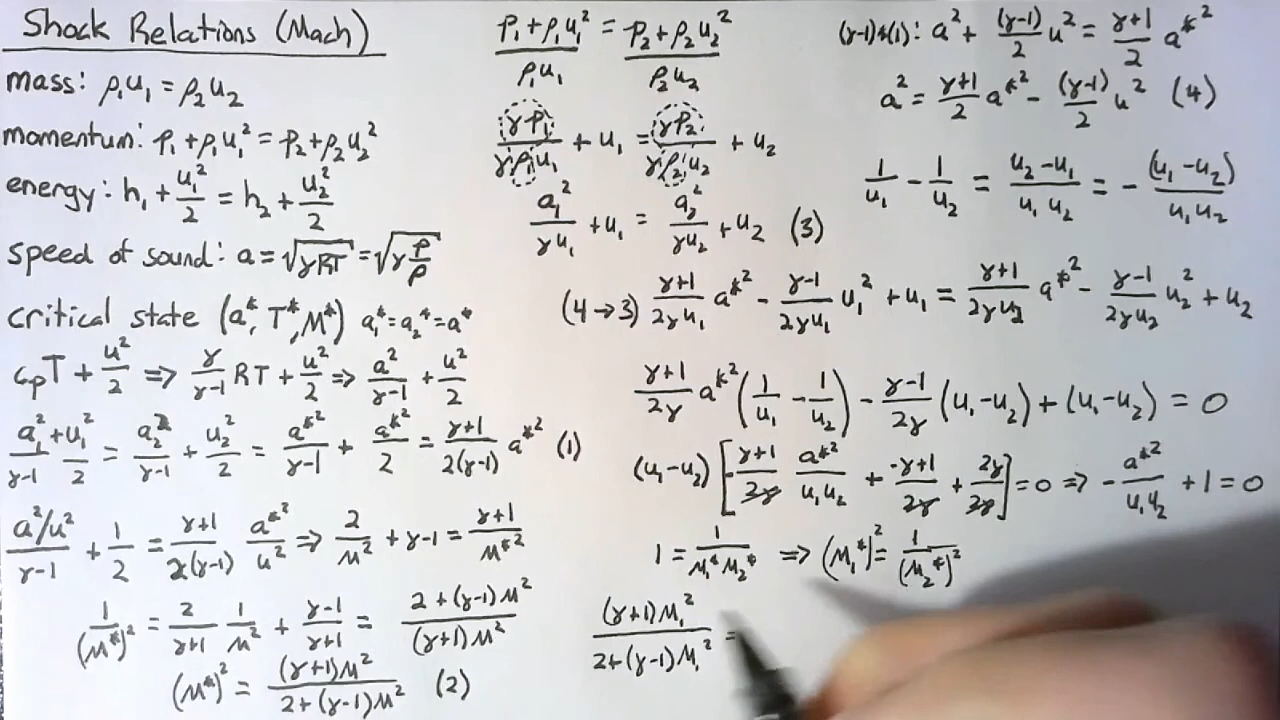 Shock Relations (Mach)
mass: ρ₁u₁ = ρ₂u₂
momentum: p₁ + ρ₁u₁² = p₂ + ρ₂u₂²
energy: h₁ + u₁²/2 = h₂ + u₂²/2
speed of sound: a = √(γRT) = √(γ p/ρ)
critical state (a*, T*, M*) a₁* = a₂* = a*
cₚT + u²/2 ⇒ γ/(γ-1) RT + u²/2 ⇒ a²/(γ-1) + u²/2
a₁²/(γ-1) + u₁²/2 = a₂²/(γ-1) + u₂²/2 = a*²/(γ-1) + a*²/2 = (γ+1)/(2(γ-1)) a*² (1)
(a²/u²)/(γ-1) + 1/2 = (γ+1)/(2(γ-1)) a*²/u² ⇒ 2/M² + γ-1 = (γ+1)/M*²
1/(M*)² = 2/(γ+1) 1/M² + (γ-1)/(γ+1) = (2+(γ-1)M²)/((γ+1)M²)
(M*)² = (γ+1)M²/(2+(γ-1)M²) (2)
(p₁ + ρ₁u₁²)/(ρ₁u₁) = (p₂ + ρ₂u₂²)/(ρ₂u₂)
γp₁/(γρ₁u₁) + u₁ = γp₂/(γρ₂u₂) + u₂
a₁²/(γu₁) + u₁ = a₂²/(γu₂) + u₂ (3)
(γ-1)*(1): a² + (γ-1)/2 u² = (γ+1)/2 a*²
a² = (γ+1)/2 a*² - (γ-1)/2 u² (4)
1/u₁ - 1/u₂ = (u₂-u₁)/(u₁u₂) = -(u₁-u₂)/(u₁u₂)
(4→3) (γ+1)/(2γu₁) a*² - (γ-1)/(2γu₁) u₁² + u₁ = (γ+1)/(2γu₂) a*² - (γ-1)/(2γu₂) u₂² + u₂
(γ+1)/(2γ) a*² (1/u₁ - 1/u₂) - (γ-1)/(2γ) (u₁-u₂) + (u₁-u₂) = 0
(u₁-u₂) [-(γ+1)/(2γ) a*²/(u₁u₂) + (-γ+1)/(2γ) + 2γ/(2γ)] = 0 ⇒ -a*²/(u₁u₂) + 1 = 0
1 = 1/(M₁*M₂*) ⇒ (M₁*)² = 1/(M₂*)²
(γ+1)M₁²/(2+(γ-1)M₁²) =